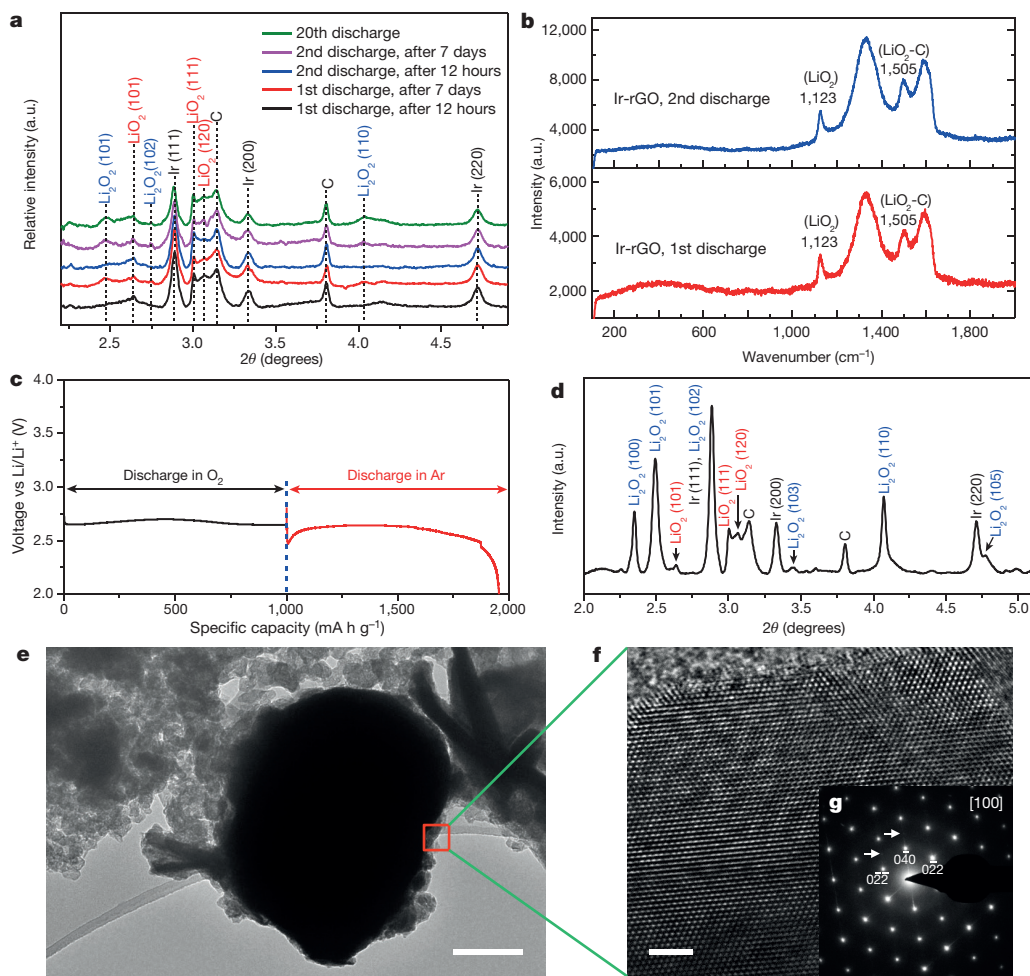 a
20th discharge
2nd discharge, after 7 days
2nd discharge, after 12 hours
1st discharge, after 7 days
1st discharge, after 12 hours
Li₂O₂ (101)
LiO₂ (101)
Li₂O₂ (102)
Ir (111)
LiO₂ (111)
LiO₂ (120)
C
Ir (200)
C
Li₂O₂ (110)
Ir (220)
Relative intensity (a.u.)
2.5 3.0 3.5 4.0 4.5
2θ (degrees)
b
12,000
8,000
4,000
Ir-rGO, 2nd discharge
(LiO₂)
1,123
(LiO₂-C)
1,505
6,000
4,000
2,000
Ir-rGO, 1st discharge
(LiO₂)
1,123
(LiO₂-C)
1,505
Intensity (a.u.)
200 600 1,000 1,400 1,800
Wavenumber (cm⁻¹)
c
4.0
3.5
3.0
2.5
2.0
Voltage vs Li/Li⁺ (V)
Discharge in O₂
Discharge in Ar
0 500 1,000 1,500 2,000
Specific capacity (mA h g⁻¹)
d
Intensity (a.u.)
Li₂O₂ (100)
Li₂O₂ (101)
LiO₂ (101)
Ir (111), Li₂O₂ (102)
LiO₂ (111)
LiO₂ (120)
C
Ir (200)
Li₂O₂ (103)
C
Li₂O₂ (110)
Ir (220)
Li₂O₂ (105)
2.0 2.5 3.0 3.5 4.0 4.5 5.0
2θ (degrees)
e
f
g
[100]
04̅0
02̅2
02̅2̅